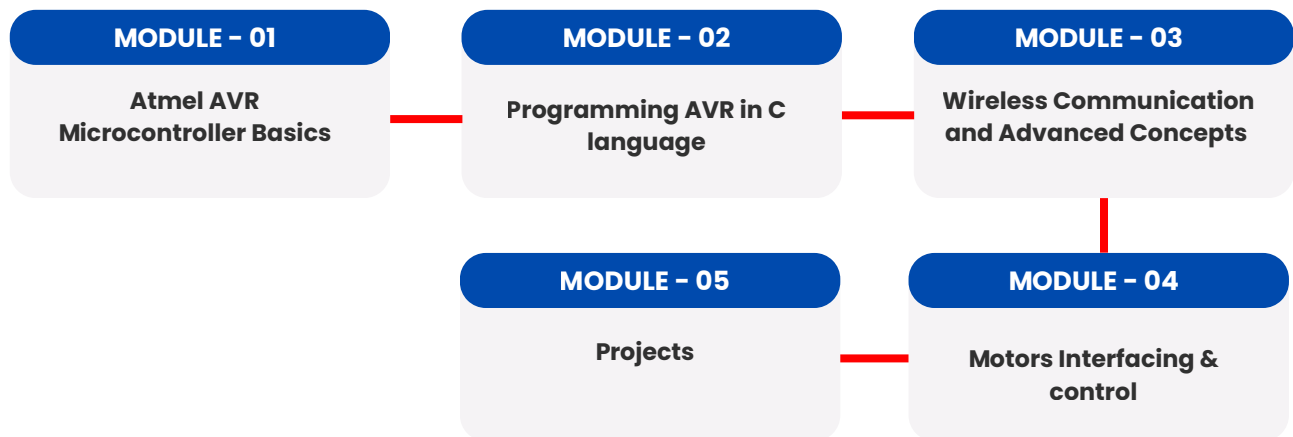 MODULE - 01
Atmel AVR
Microcontroller Basics
MODULE - 02
Programming AVR in C
language
MODULE - 03
Wireless Communication
and Advanced Concepts
MODULE - 04
Motors Interfacing &
control
MODULE - 05
Projects